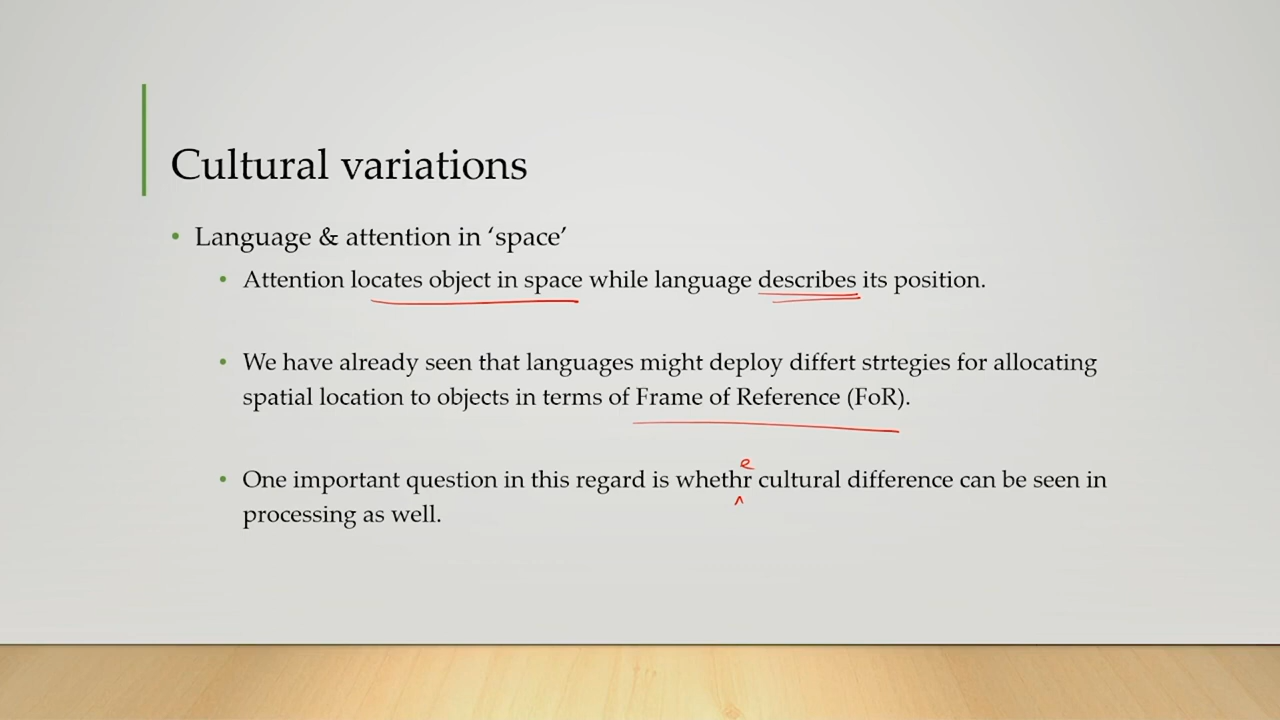 Cultural variations
• Language & attention in ‘space’
• Attention locates object in space while language describes its position.
• We have already seen that languages might deploy differt strtegies for allocating
spatial location to objects in terms of Frame of Reference (FoR).
e
• One important question in this regard is whethr cultural difference can be seen in
^
processing as well.